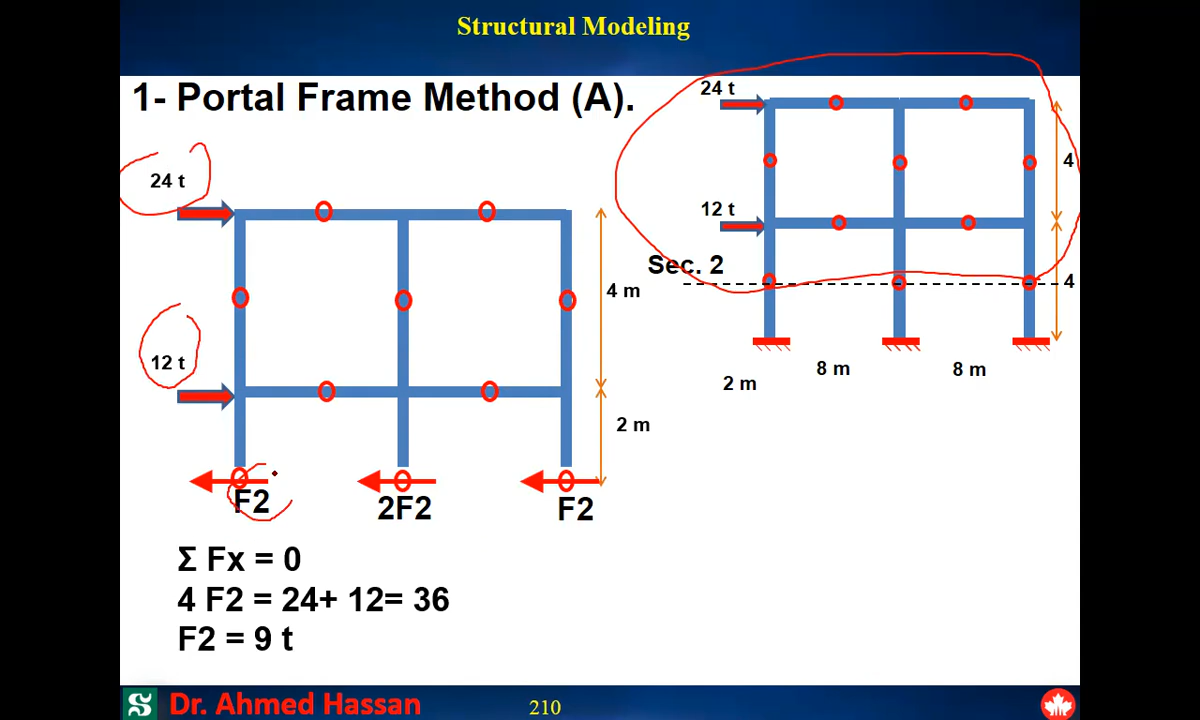 Structural Modeling
1- Portal Frame Method (A).
24 t
12 t
4 m
2 m
F2
2F2
F2
24 t
12 t
Sec. 2
4
4
2 m
8 m
8 m
Σ Fx = 0
4 F2 = 24+ 12= 36
F2 = 9 t
Dr. Ahmed Hassan
210